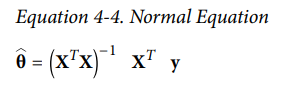 Equation 4-4. Normal Equation
θ̂ = (XᵀX)⁻¹ Xᵀ y